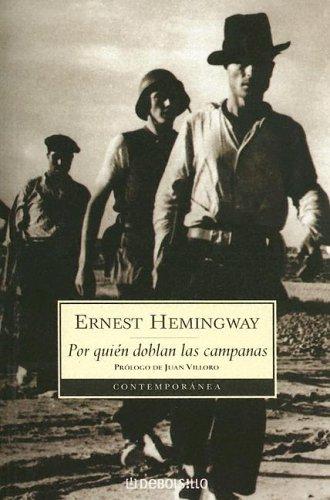 ERNEST HEMINGWAY
Por quién doblan las campanas
PRÓLOGO DE JUAN VILLORO
CONTEMPORÁNEA
DEBOLSILLO